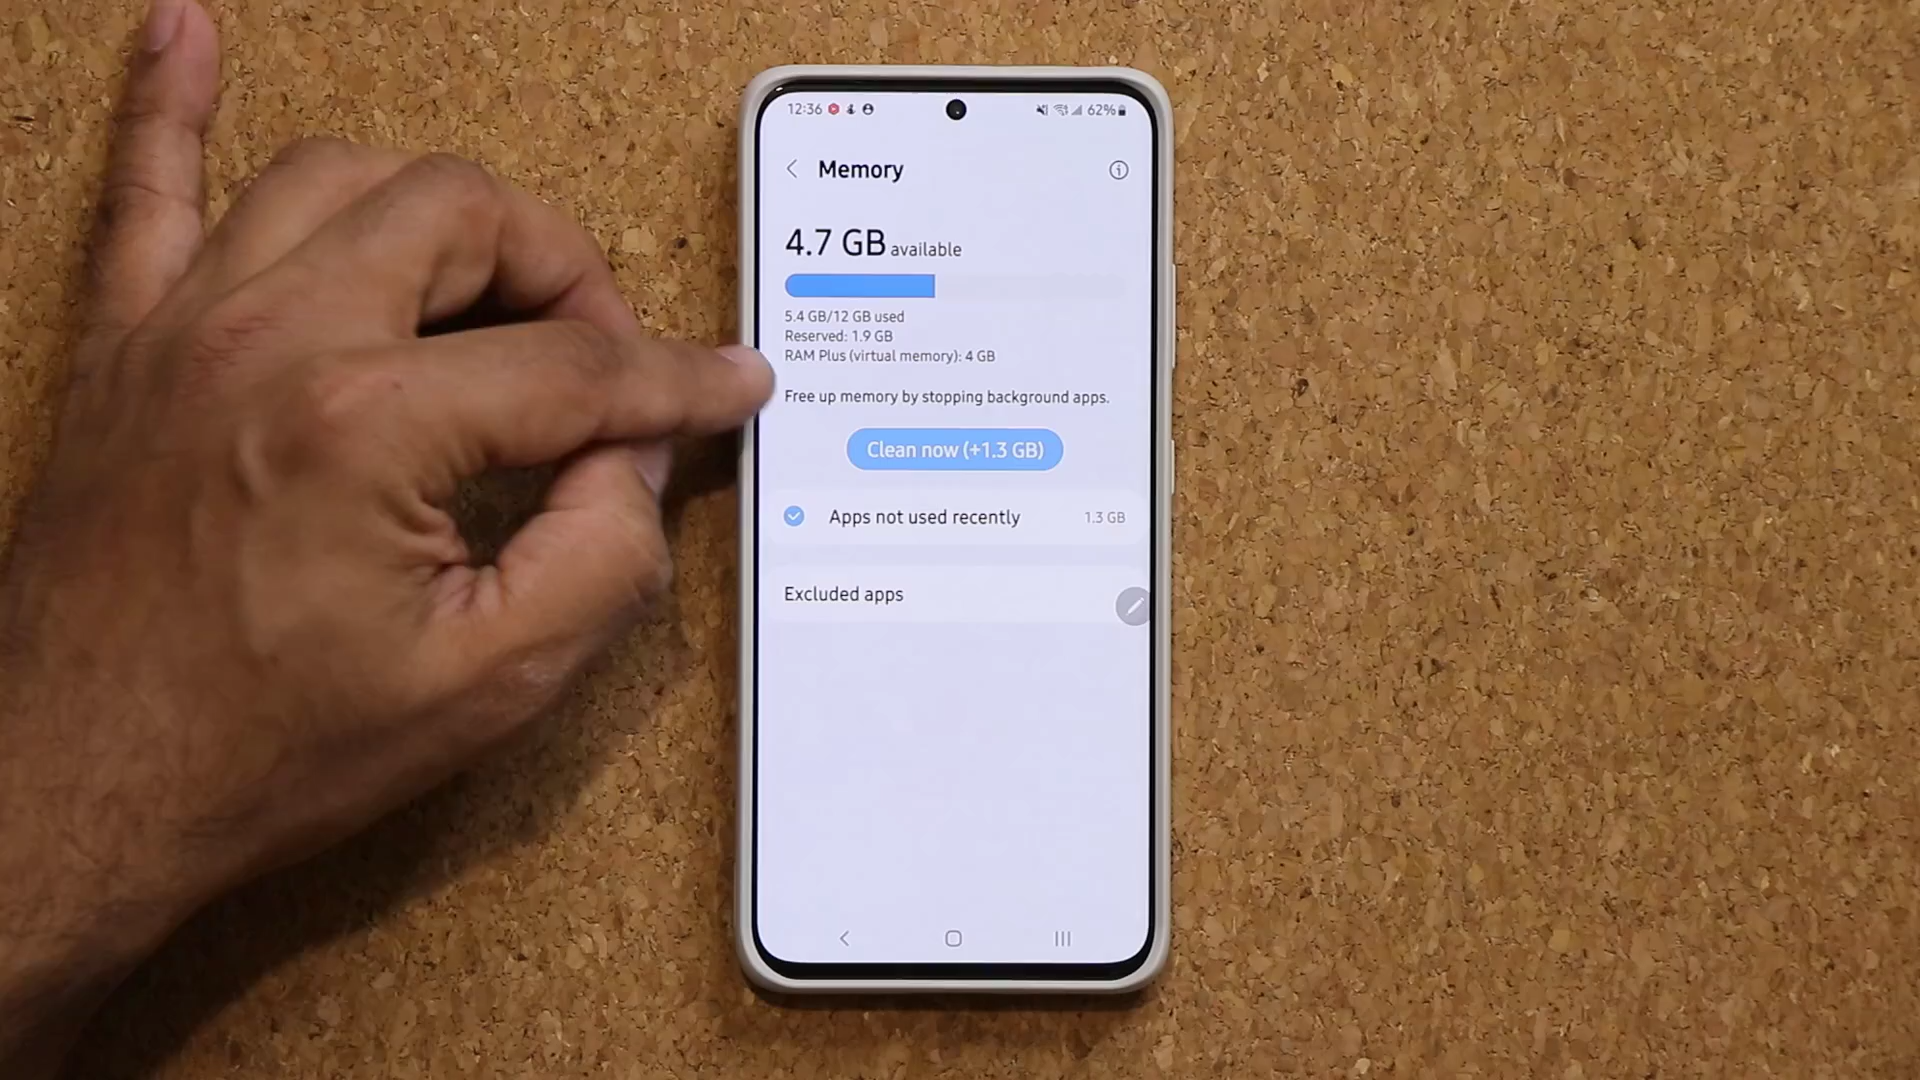 12:36 62%
Memory
4.7 GB available
5.4 GB/12 GB used
Reserved: 1.9 GB
RAM Plus (virtual memory): 4 GB
Free up memory by stopping background apps.
Clean now (+1.3 GB)
Apps not used recently 1.3 GB
Excluded apps